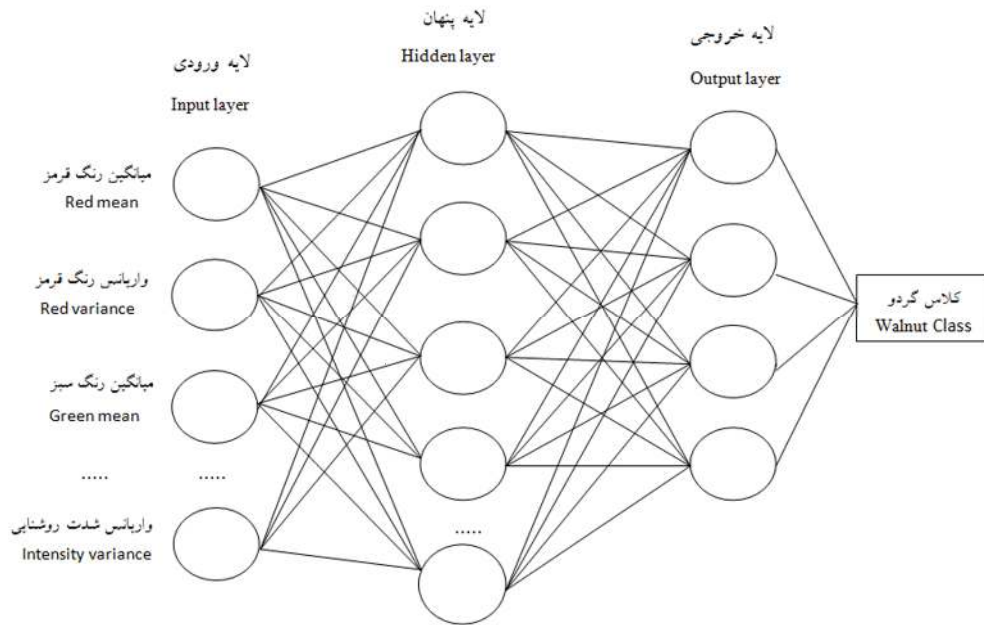 لایه ورودی
Input layer
لایه پنهان
Hidden layer
لایه خروجی
Output layer
میانگین رنگ قرمز
Red mean
واریانس رنگ قرمز
Red variance
میانگین رنگ سبز
Green mean
..... .....
واریانس شدت روشنایی
Intensity variance
.....
کلاس گردو
Walnut Class